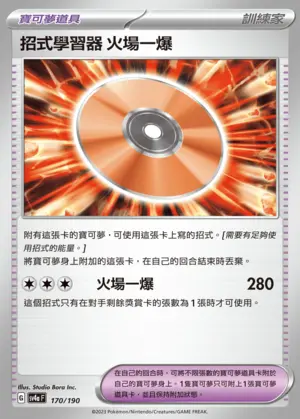 寶可夢道具 訓練家
招式學習器 火場一爆
附有這張卡的寶可夢，可使用這張卡上寫的招式。[需要有足夠使用招式的能量。]
將寶可夢身上附加的這張卡，在自己的回合結束時丟棄。
火場一爆 280
這個招式只有在對手剩餘獎賞卡的張數為1張時才可使用。
Illus. Studio Bora Inc.
G sv4a F 170/190
在自己的回合時，可將不限張數的寶可夢道具卡附於
自己的寶可夢身上。1隻寶可夢只可附上1張寶可夢
道具卡，並且保持附加狀態。
©2023 Pokémon/Nintendo/Creatures/GAME FREAK.